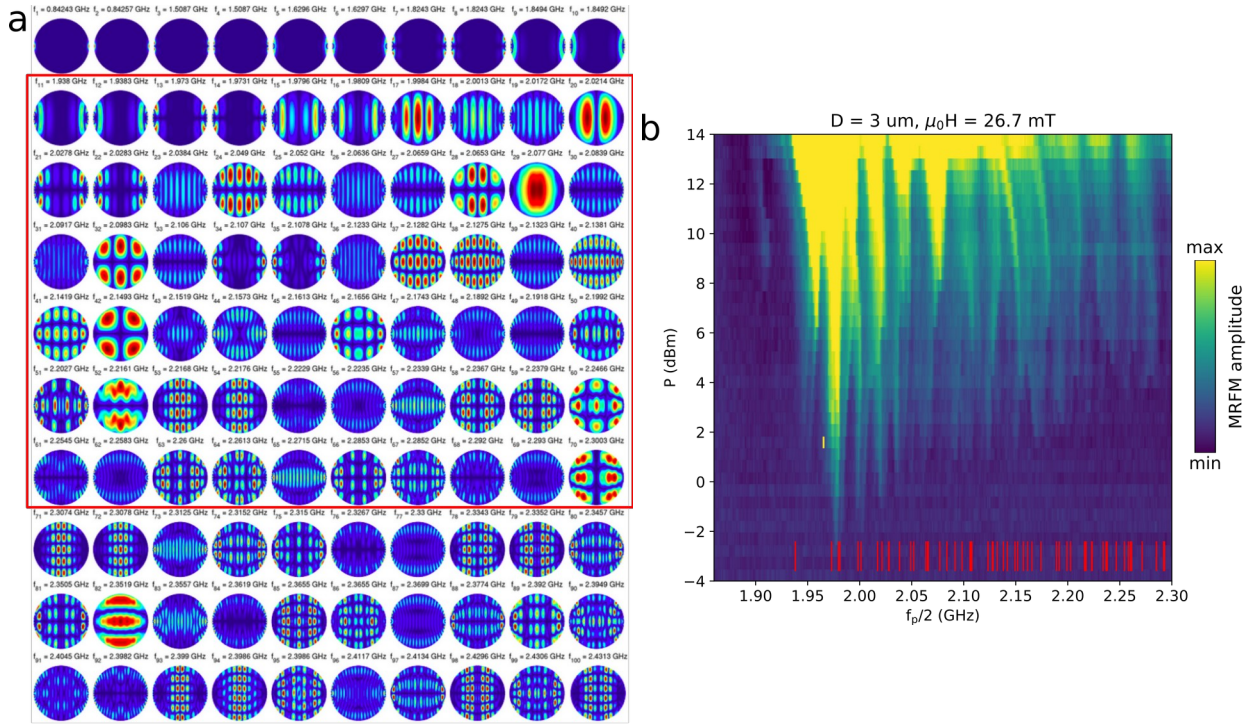 a
f1 = 0.84243 f2 = 0.84257 GHz f3 = 1.5087 GHz f4 = 1.5087 GHz f5 = 1.6296 GHz f6 = 1.6297 GHz f7 = 1.8243 GHz f8 = 1.8243 GHz f9 = 1.8494 GHz f10 = 1.8492 GHz
f11 = 1.938 GHz f12 = 1.9383 GHz f13 = 1.973 GHz f14 = 1.9731 GHz f15 = 1.9796 GHz f16 = 1.9809 GHz f17 = 1.9984 GHz f18 = 2.0013 GHz f19 = 2.0172 GHz f20 = 2.0214 GHz
f21 = 2.0278 GHz f22 = 2.0283 GHz f23 = 2.0384 GHz f24 = 2.049 GHz f25 = 2.052 GHz f26 = 2.0636 GHz f27 = 2.0659 GHz f28 = 2.0653 GHz f29 = 2.077 GHz f30 = 2.0839 GHz
f31 = 2.0917 GHz f32 = 2.0983 GHz f33 = 2.106 GHz f34 = 2.107 GHz f35 = 2.1078 GHz f36 = 2.1233 GHz f37 = 2.1282 GHz f38 = 2.1275 GHz f39 = 2.1323 GHz f40 = 2.1381 GHz
f41 = 2.1419 GHz f42 = 2.1493 GHz f43 = 2.1519 GHz f44 = 2.1573 GHz f45 = 2.1613 GHz f46 = 2.1656 GHz f47 = 2.1743 GHz f48 = 2.1892 GHz f49 = 2.1918 GHz f50 = 2.1992 GHz
f51 = 2.2027 GHz f52 = 2.2161 GHz f53 = 2.2168 GHz f54 = 2.2176 GHz f55 = 2.2229 GHz f56 = 2.2235 GHz f57 = 2.2339 GHz f58 = 2.2367 GHz f59 = 2.2379 GHz f60 = 2.2466 GHz
f61 = 2.2545 GHz f62 = 2.2583 GHz f63 = 2.26 GHz f64 = 2.2613 GHz f65 = 2.2715 GHz f66 = 2.2853 GHz f67 = 2.2852 GHz f68 = 2.292 GHz f69 = 2.293 GHz f70 = 2.3003 GHz
f71 = 2.3074 GHz f72 = 2.3078 GHz f73 = 2.3125 GHz f74 = 2.3152 GHz f75 = 2.315 GHz f76 = 2.3267 GHz f77 = 2.33 GHz f78 = 2.3343 GHz f79 = 2.3352 GHz f80 = 2.3457 GHz
f81 = 2.3505 GHz f82 = 2.3519 GHz f83 = 2.3557 GHz f84 = 2.3619 GHz f85 = 2.3655 GHz f86 = 2.3655 GHz f87 = 2.3699 GHz f88 = 2.3774 GHz f89 = 2.392 GHz f90 = 2.3949 GHz
f91 = 2.4045 GHz f92 = 2.3982 GHz f93 = 2.399 GHz f94 = 2.3986 GHz f95 = 2.3986 GHz f96 = 2.4117 GHz f97 = 2.4134 GHz f98 = 2.4296 GHz f99 = 2.4306 GHz f100 = 2.4313 GHz
b
D = 3 um, μ₀H = 26.7 mT
P (dBm)
14
12
10
8
6
4
2
0
−2
−4
1.90 1.95 2.00 2.05 2.10 2.15 2.20 2.25 2.30
fₚ/2 (GHz)
max
MRFM amplitude
min